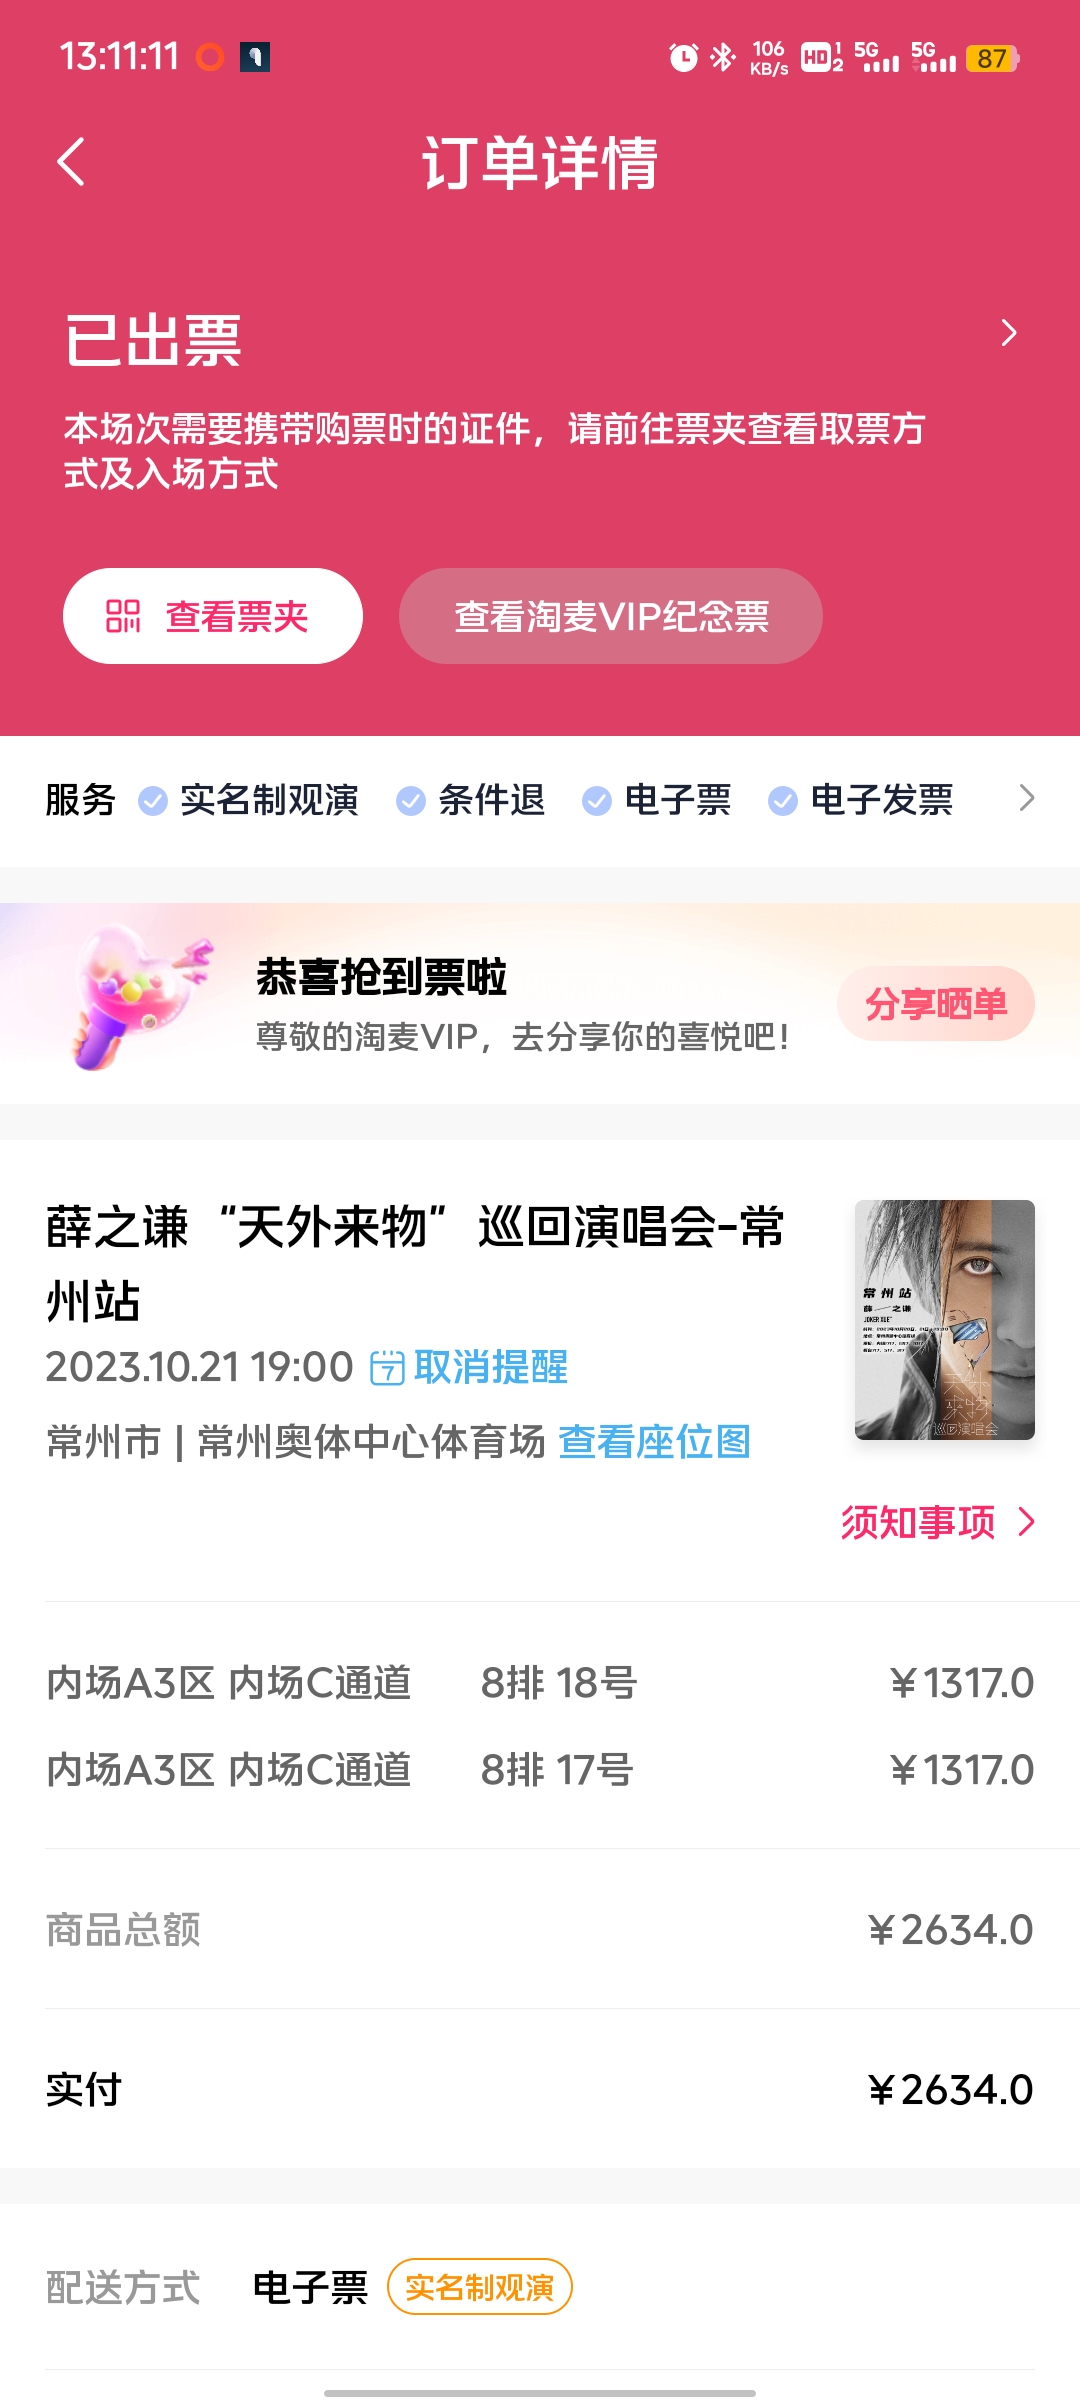 13:11:11
106
KB/s
HD
1
2
5G
5G
87
订单详情
已出票
本场次需要携带购票时的证件，请前往票夹查看取票方
式及入场方式
查看票夹
查看淘麦VIP纪念票
服务 实名制观演 条件退 电子票 电子发票
恭喜抢到票啦
尊敬的淘麦VIP，去分享你的喜悦吧！
分享晒单
薛之谦“天外来物”巡回演唱会-常
州站
2023.10.21 19:00 7 取消提醒
常州市 | 常州奥体中心体育场 查看座位图
常州站
薛 之谦
JOKER XUE
天外
来物
巡回演唱会
须知事项
内场A3区 内场C通道 8排 18号 ￥1317.0
内场A3区 内场C通道 8排 17号 ￥1317.0
商品总额 ￥2634.0
实付 ￥2634.0
配送方式 电子票 实名制观演